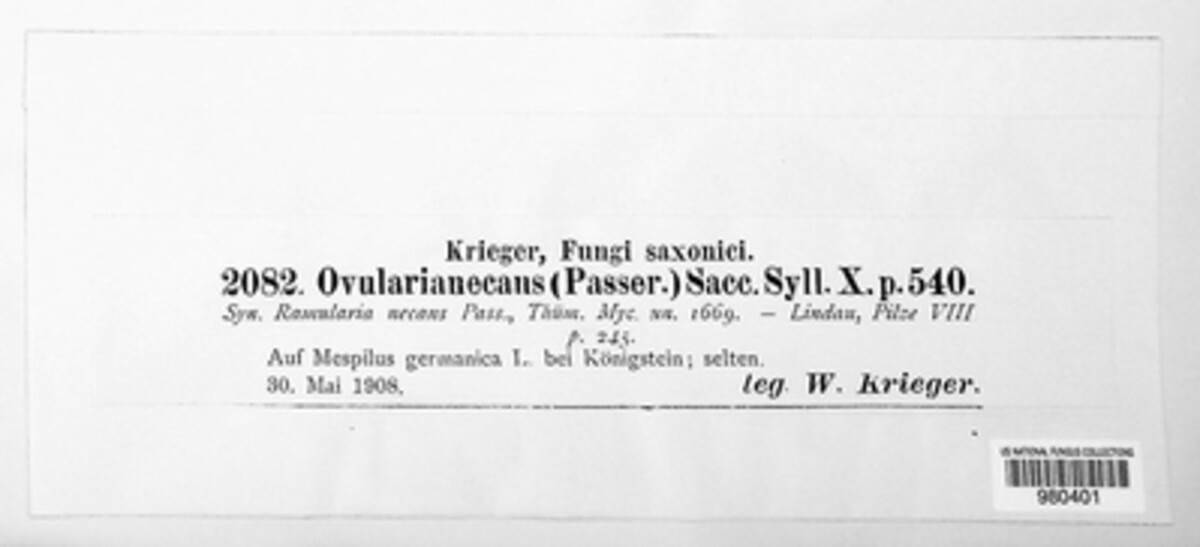 Krieger, Fungi saxonici.
2082. Ovularianecans (Passer.) Sacc. Syll. X. p. 540.
Syn. Ramularia necans Pass., Thüm. Myc. un. 1669. — Lindau, Pilze VIII
p. 245.
Auf Mespilus germanica L. bei Königstein; selten.
30. Mai 1908.
leg. W. Krieger.
US NATIONAL FUNGUS COLLECTIONS
980401